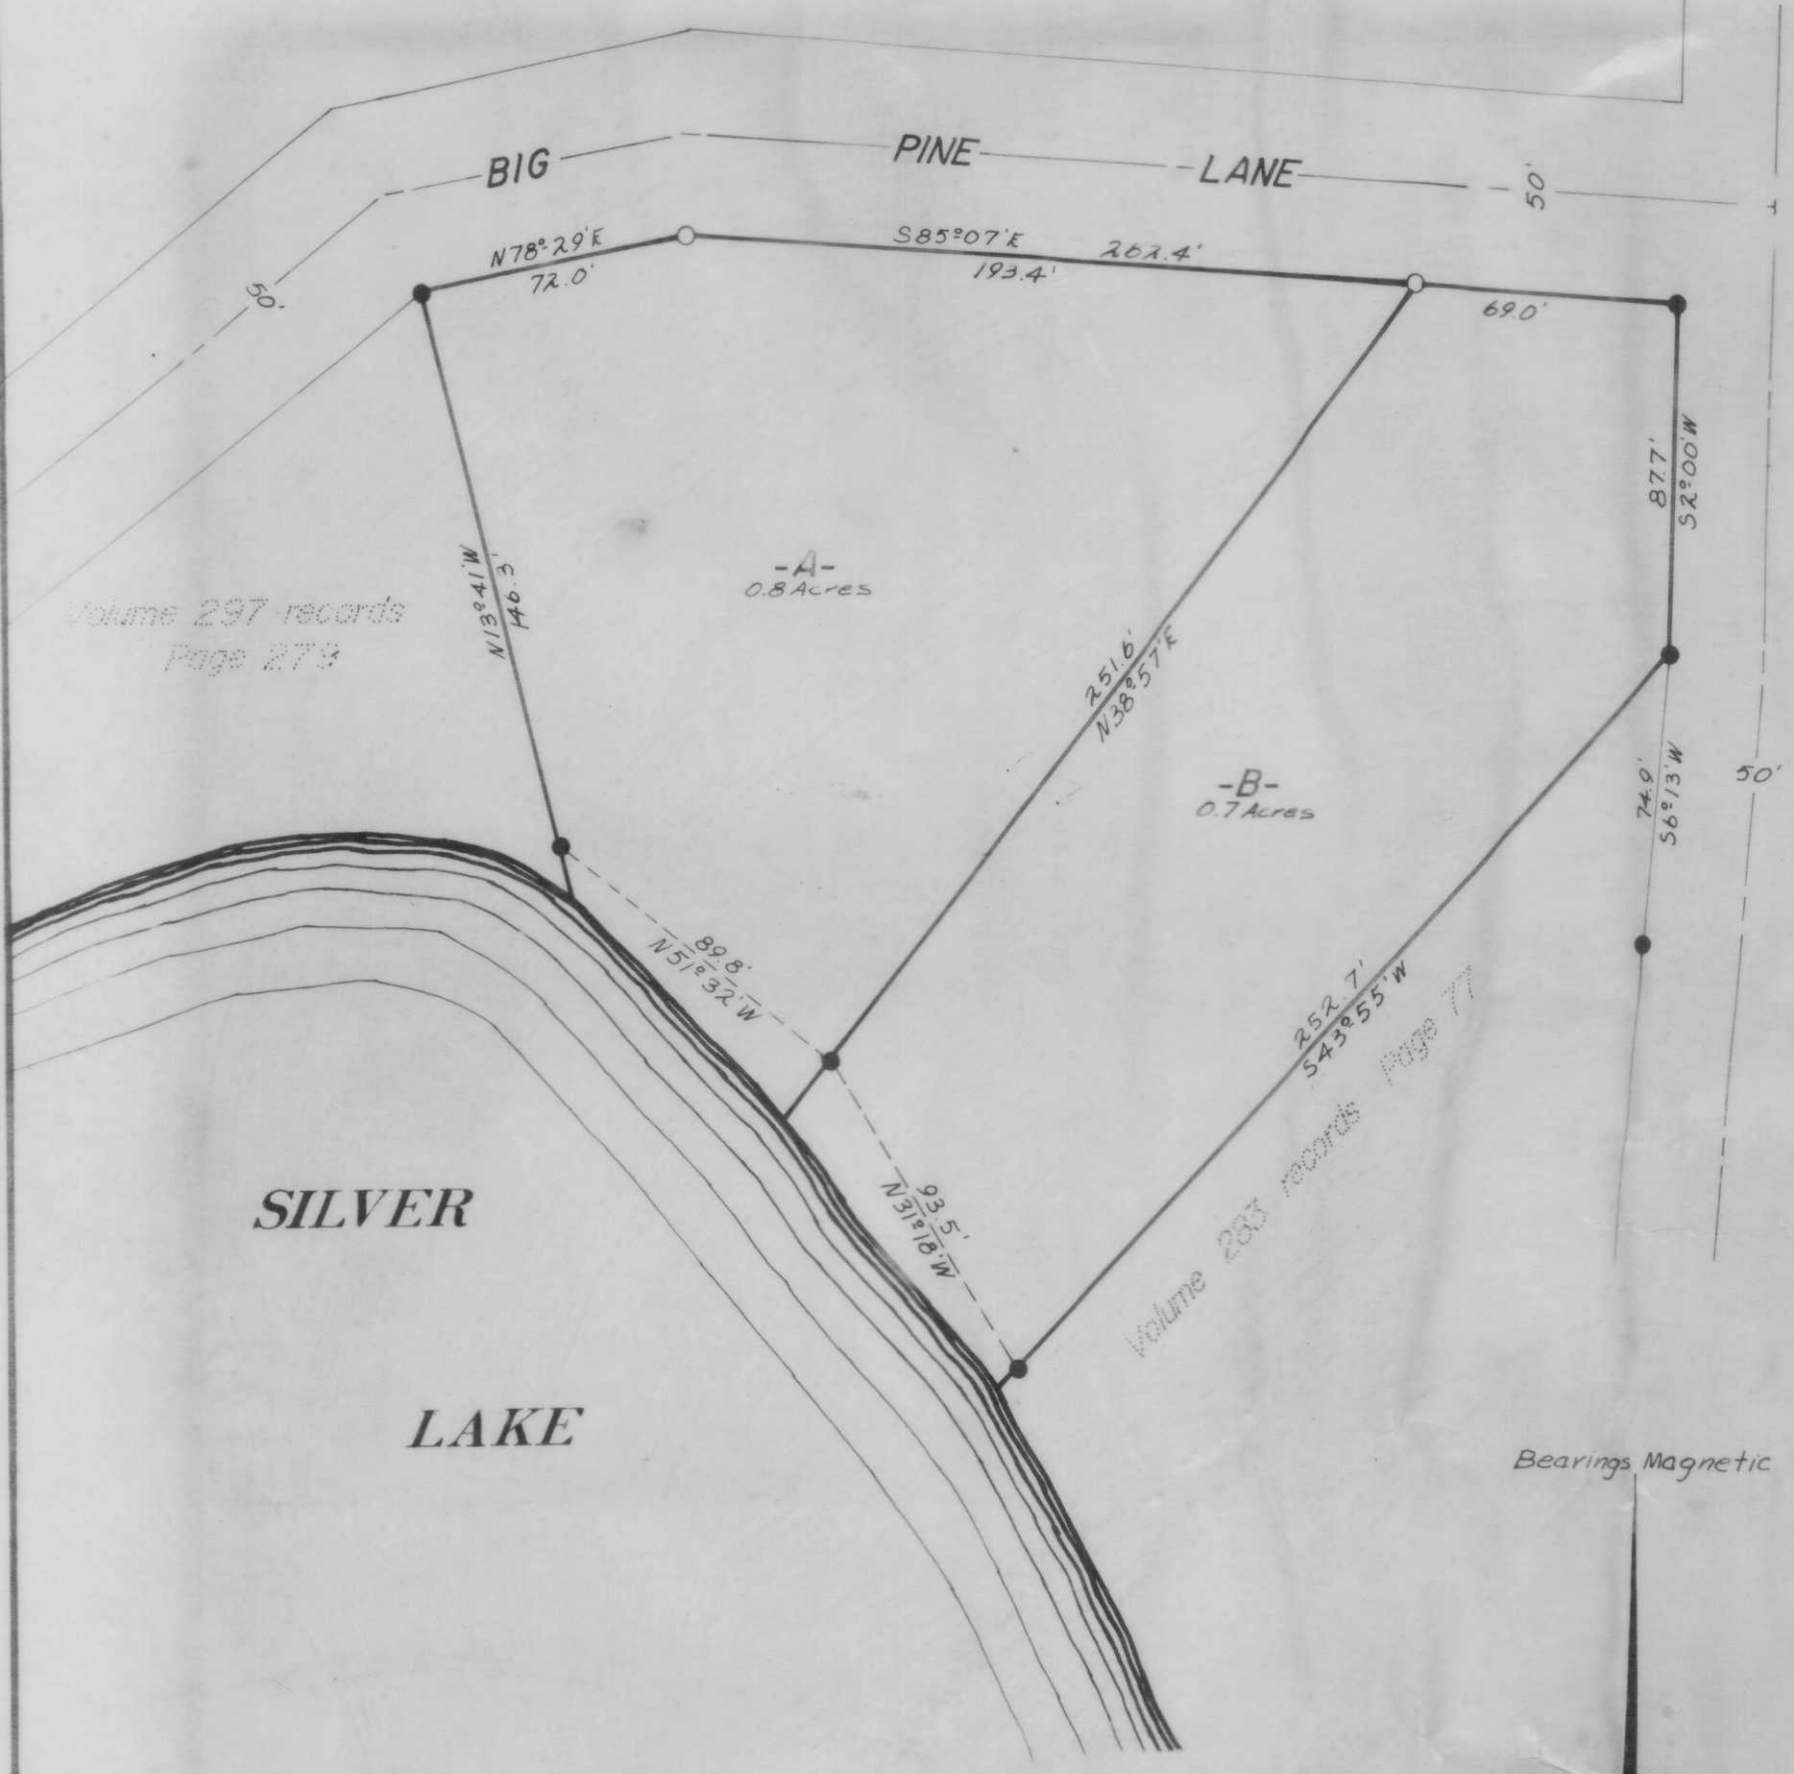 BIG PINE LANE
50'
50'
N78°29'E
72.0'
S85°07'E 262.4'
193.4'
69.0'
87.7'
S2°00'W
N13°41'W
146.3'
-A-
0.8 Acres
Volume 297 records
Page 279
251.6'
N38°57'E
-B-
0.7 Acres
74.9'
S6°13'W
50'
89.8'
N51°32'W
252.7'
S43°55'W
93.5'
N31°18'W
Volume 283 records Page 77
SILVER
LAKE
Bearings Magnetic